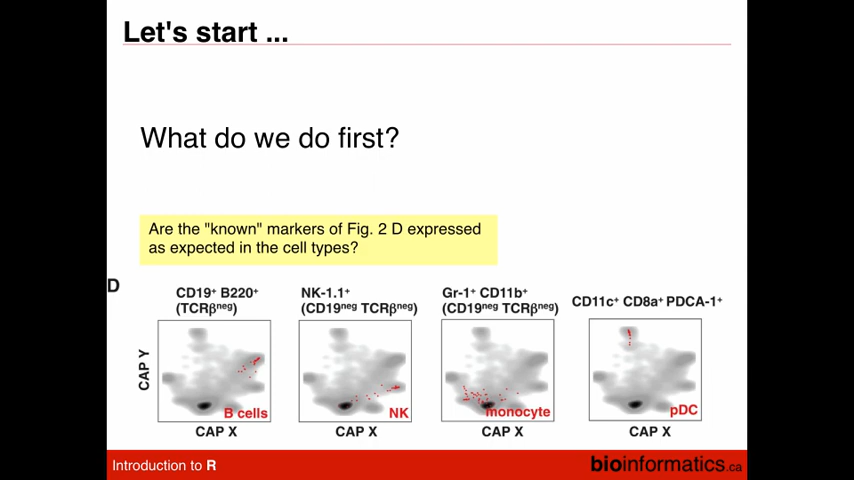 Let's start ...
What do we do first?
Are the "known" markers of Fig. 2 D expressed
as expected in the cell types?
D
CD19⁺ B220⁺
(TCRβⁿᵉᵍ)
NK-1.1⁺
(CD19ⁿᵉᵍ TCRβⁿᵉᵍ)
Gr-1⁺ CD11b⁺
(CD19ⁿᵉᵍ TCRβⁿᵉᵍ)
CD11c⁺ CD8a⁺ PDCA-1⁺
CAP Y
B cells
NK
monocyte
pDC
CAP X
CAP X
CAP X
CAP X
Introduction to R
bioinformatics.ca